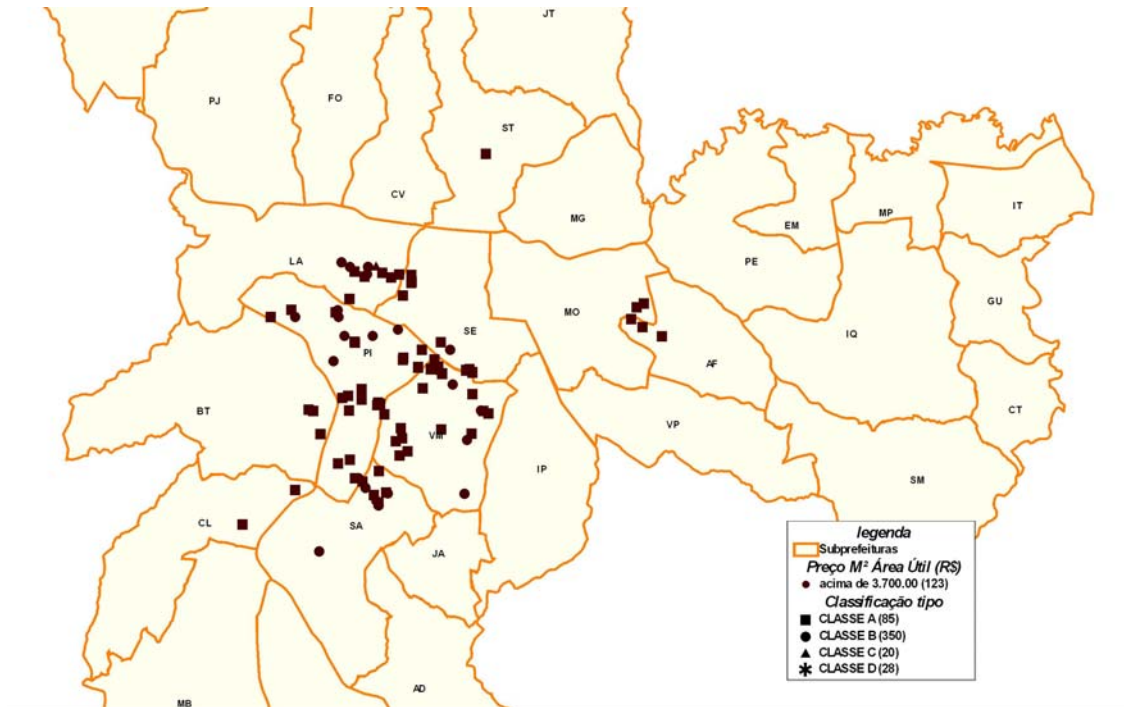 JT
PJ
FO
ST
CV
MG
EM
MP
IT
LA
PE
GU
MO
SE
IQ
PI
AF
BT
CT
VP
VM
IP
SM
CL
SA
JA
AD
MB
legenda
Subprefeituras
Preço M² Área Útil (R$)
acima de 3.700.00 (123)
Classificação tipo
CLASSE A (85)
CLASSE B (350)
CLASSE C (20)
CLASSE D (28)